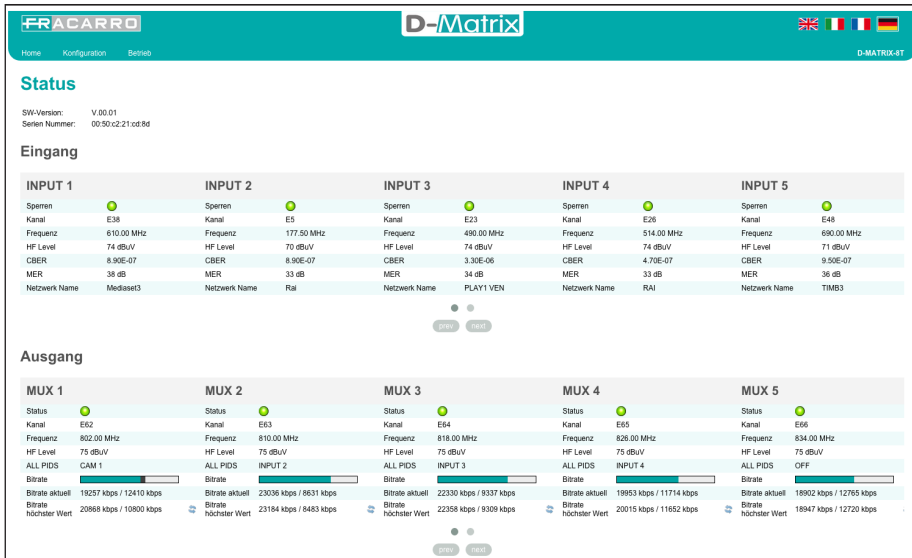 FRACARRO
D-Matrix
Home Konfiguration Betrieb
D-MATRIX-8T
Status
SW-Version: V.00.01
Serien Nummer: 00:50:c2:21:cd:8d
Eingang
INPUT 1 INPUT 2 INPUT 3 INPUT 4 INPUT 5
Sperren Sperren Sperren Sperren Sperren
Kanal E38 Kanal E5 Kanal E23 Kanal E26 Kanal E48
Frequenz 610.00 MHz Frequenz 177.50 MHz Frequenz 490.00 MHz Frequenz 514.00 MHz Frequenz 690.00 MHz
HF Level 74 dBuV HF Level 70 dBuV HF Level 74 dBuV HF Level 74 dBuV HF Level 71 dBuV
CBER 8.90E-07 CBER 8.90E-07 CBER 3.30E-06 CBER 4.70E-07 CBER 9.50E-07
MER 38 dB MER 33 dB MER 34 dB MER 33 dB MER 36 dB
Netzwerk Name Mediaset3 Netzwerk Name Rai Netzwerk Name PLAY1 VEN Netzwerk Name RAI Netzwerk Name TIMB3
prev next
Ausgang
MUX 1 MUX 2 MUX 3 MUX 4 MUX 5
Status Status Status Status Status
Kanal E62 Kanal E63 Kanal E64 Kanal E65 Kanal E66
Frequenz 802.00 MHz Frequenz 810.00 MHz Frequenz 818.00 MHz Frequenz 826.00 MHz Frequenz 834.00 MHz
HF Level 75 dBuV HF Level 75 dBuV HF Level 75 dBuV HF Level 75 dBuV HF Level 75 dBuV
ALL PIDS CAM 1 ALL PIDS INPUT 2 ALL PIDS INPUT 3 ALL PIDS INPUT 4 ALL PIDS OFF
Bitrate Bitrate Bitrate Bitrate Bitrate
Bitrate aktuell 19257 kbps / 12410 kbps Bitrate aktuell 23036 kbps / 8631 kbps Bitrate aktuell 22330 kbps / 9337 kbps Bitrate aktuell 19953 kbps / 11714 kbps Bitrate aktuell 18902 kbps / 12765 kbps
Bitrate höchster Wert 20868 kbps / 10800 kbps Bitrate höchster Wert 23184 kbps / 8483 kbps Bitrate höchster Wert 22358 kbps / 9309 kbps Bitrate höchster Wert 20015 kbps / 11652 kbps Bitrate höchster Wert 18947 kbps / 12720 kbps
prev next